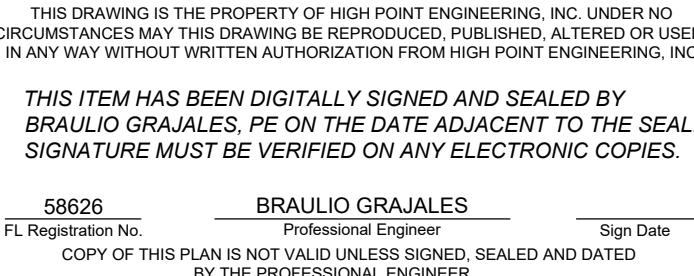 THIS DRAWING IS THE PROPERTY OF HIGH POINT ENGINEERING, INC. UNDER NO
CIRCUMSTANCES MAY THIS DRAWING BE REPRODUCED, PUBLISHED, ALTERED OR USED
IN ANY WAY WITHOUT WRITTEN AUTHORIZATION FROM HIGH POINT ENGINEERING, INC
THIS ITEM HAS BEEN DIGITALLY SIGNED AND SEALED BY
BRAULIO GRAJALES, PE ON THE DATE ADJACENT TO THE SEAL.
SIGNATURE MUST BE VERIFIED ON ANY ELECTRONIC COPIES.
58626 BRAULIO GRAJALES
FL Registration No. Professional Engineer Sign Date
COPY OF THIS PLAN IS NOT VALID UNLESS SIGNED, SEALED AND DATED
BY THE PROFESSIONAL ENGINEER